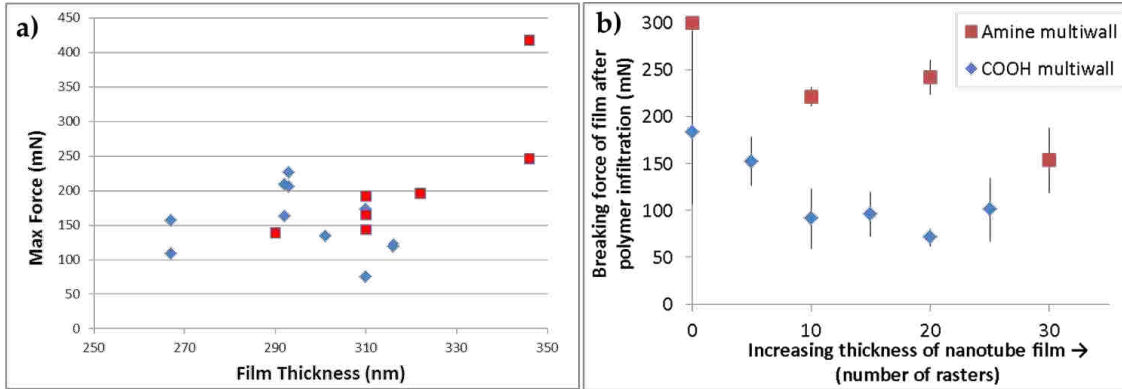 a)
450
400
350
300
250
200
150
100
50
0
Max Force (mN)
250
270
290
310
330
350
Film Thickness (nm)
b)
300
250
200
150
100
50
0
Breaking force of film after
polymer infiltration (mN)
Amine multiwall
COOH multiwall
0
10
20
30
Increasing thickness of nanotube film →
(number of rasters)